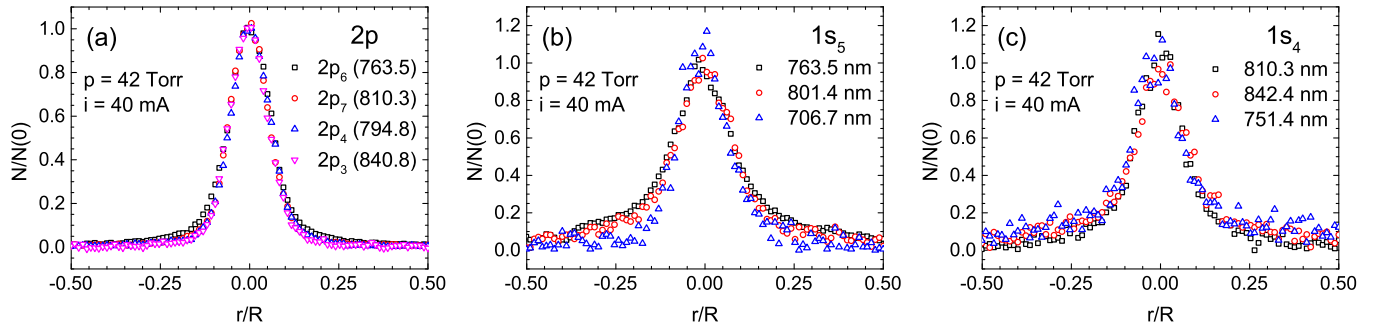 (a) 2p
p = 42 Torr
i = 40 mA
2p6 (763.5)
2p7 (810.3)
2p4 (794.8)
2p3 (840.8)
N/N(0)
1.0
0.8
0.6
0.4
0.2
0.0
-0.50 -0.25 0.00 0.25 0.50
r/R
(b) 1s5
p = 42 Torr
i = 40 mA
763.5 nm
801.4 nm
706.7 nm
N/N(0)
1.2
1.0
0.8
0.6
0.4
0.2
0.0
-0.50 -0.25 0.00 0.25 0.50
r/R
(c) 1s4
p = 42 Torr
i = 40 mA
810.3 nm
842.4 nm
751.4 nm
N/N(0)
1.2
1.0
0.8
0.6
0.4
0.2
0.0
-0.50 -0.25 0.00 0.25 0.50
r/R